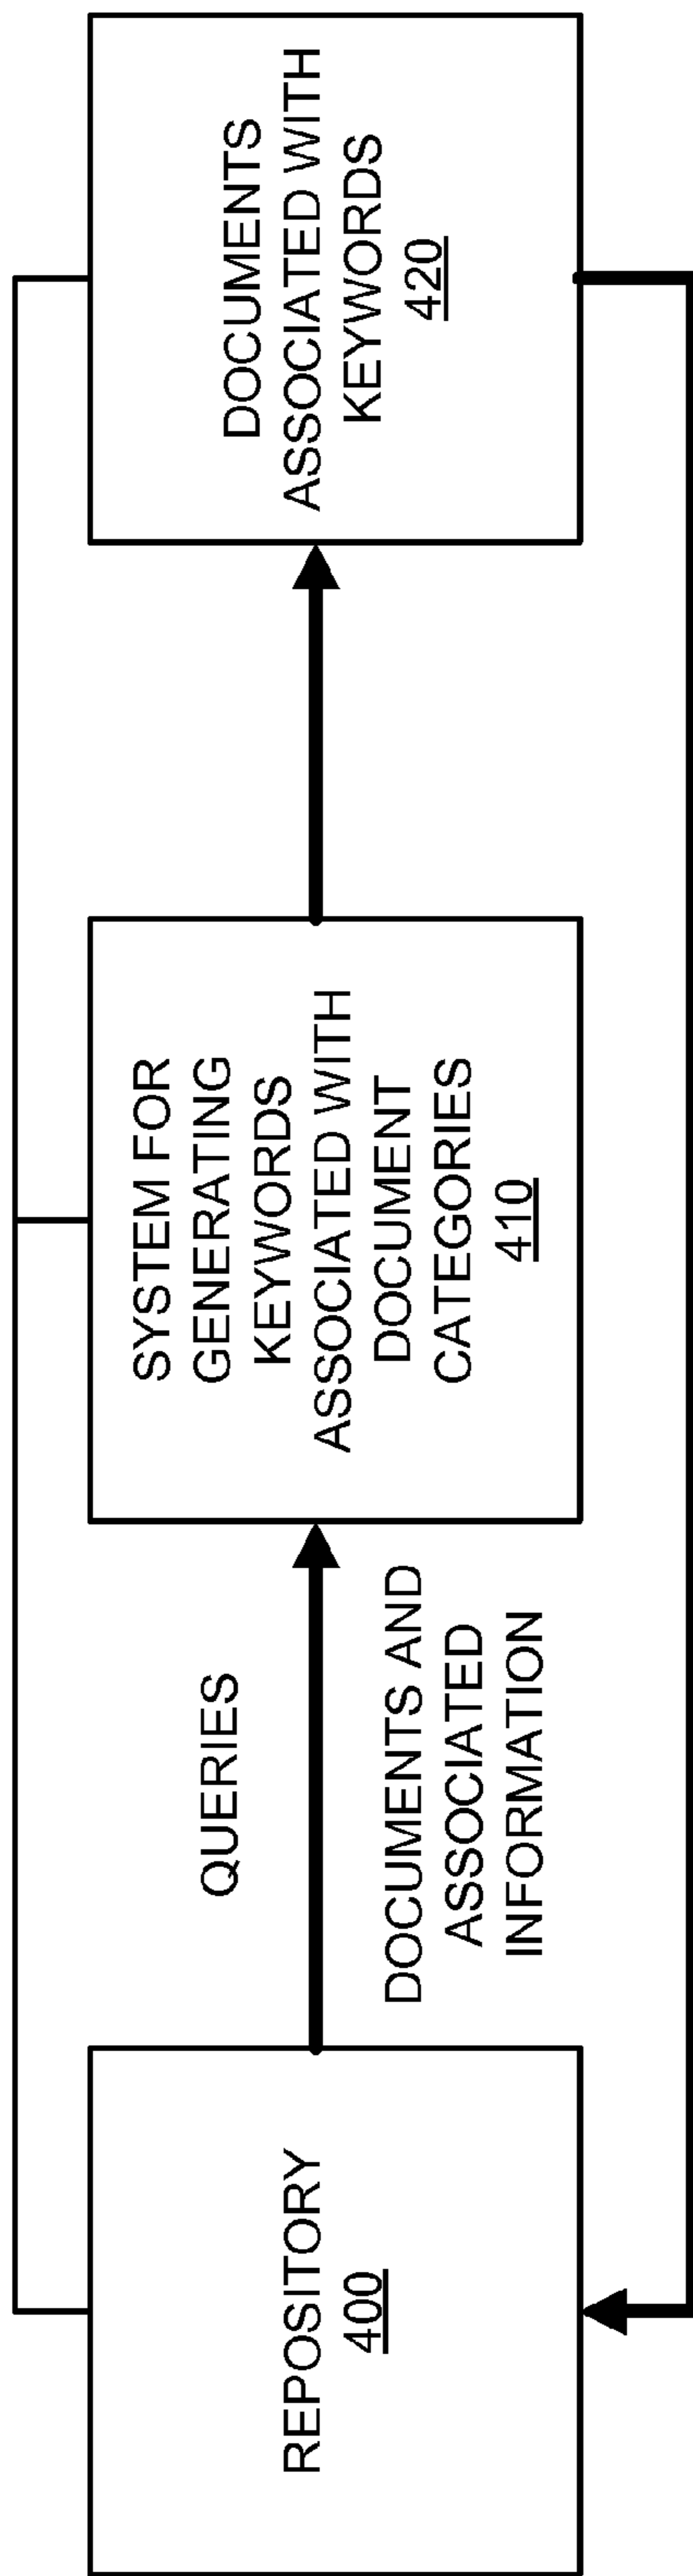 REPOSITORY
400
QUERIES
DOCUMENTS AND
ASSOCIATED
INFORMATION
SYSTEM FOR
GENERATING
KEYWORDS
ASSOCIATED WITH
DOCUMENT
CATEGORIES
410
DOCUMENTS
ASSOCIATED WITH
KEYWORDS
420